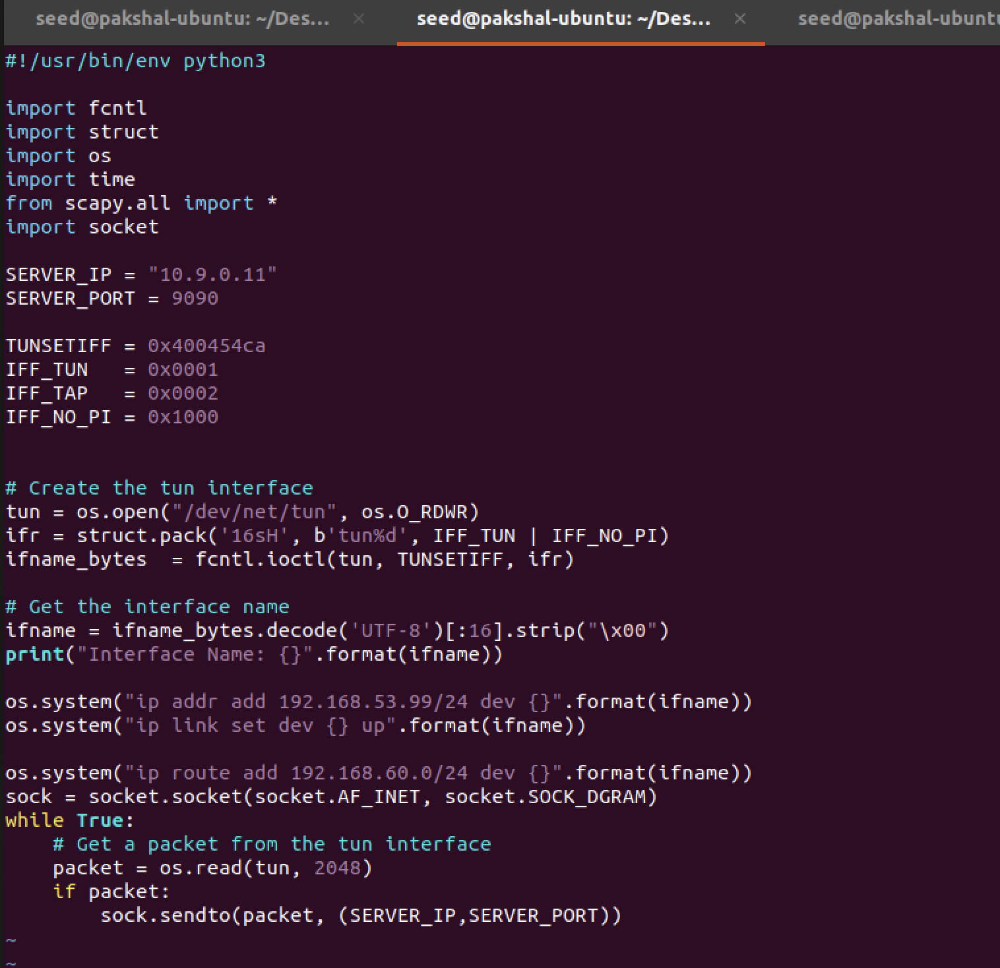 seed@pakshal-ubuntu: ~/Des... × seed@pakshal-ubuntu: ~/Des... × seed@pakshal-ubunt
#!/usr/bin/env python3
import fcntl
import struct
import os
import time
from scapy.all import *
import socket
SERVER_IP = "10.9.0.11"
SERVER_PORT = 9090
TUNSETIFF = 0x400454ca
IFF_TUN   = 0x0001
IFF_TAP   = 0x0002
IFF_NO_PI = 0x1000
# Create the tun interface
tun = os.open("/dev/net/tun", os.O_RDWR)
ifr = struct.pack('16sH', b'tun%d', IFF_TUN | IFF_NO_PI)
ifname_bytes  = fcntl.ioctl(tun, TUNSETIFF, ifr)
# Get the interface name
ifname = ifname_bytes.decode('UTF-8')[:16].strip("\x00")
print("Interface Name: {}".format(ifname))
os.system("ip addr add 192.168.53.99/24 dev {}".format(ifname))
os.system("ip link set dev {} up".format(ifname))
os.system("ip route add 192.168.60.0/24 dev {}".format(ifname))
sock = socket.socket(socket.AF_INET, socket.SOCK_DGRAM)
while True:
    # Get a packet from the tun interface
    packet = os.read(tun, 2048)
    if packet:
        sock.sendto(packet, (SERVER_IP,SERVER_PORT))
~
~